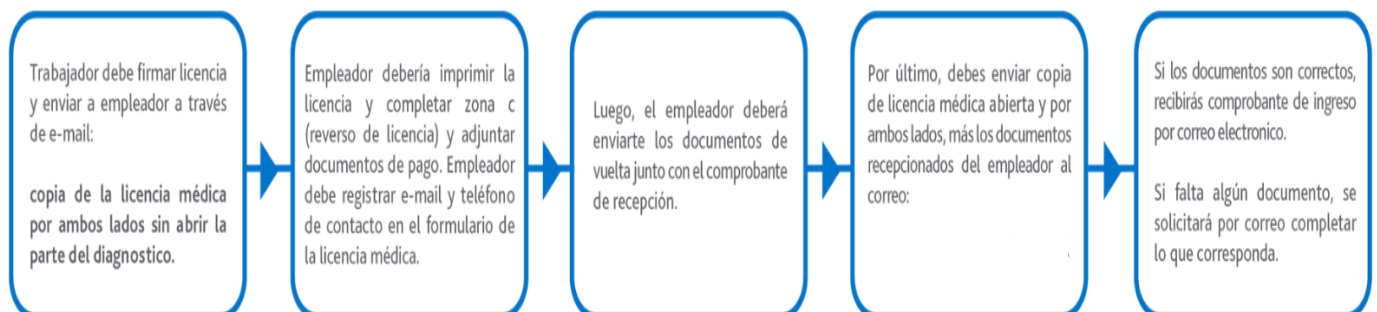 Trabajador debe firmar licencia
y enviar a empleador a través
de e-mail:
copia de la licencia médica
por ambos lados sin abrir la
parte del diagnostico.
Empleador debería imprimir la
licencia y completar zona c
(reverso de licencia) y adjuntar
documentos de pago. Empleador
debe registrar e-mail y teléfono
de contacto en el formulario de
la licencia médica.
Luego, el empleador deberá
enviarte los documentos de
vuelta junto con el comprobante
de recepción.
Por último, debes enviar copia
de licencia médica abierta y por
ambos lados, más los documentos
recepcionados del empleador al
correo:
Si los documentos son correctos,
recibirás comprobante de ingreso
por correo electronico.
Si falta algún documento, se
solicitará por correo completar
lo que corresponda.